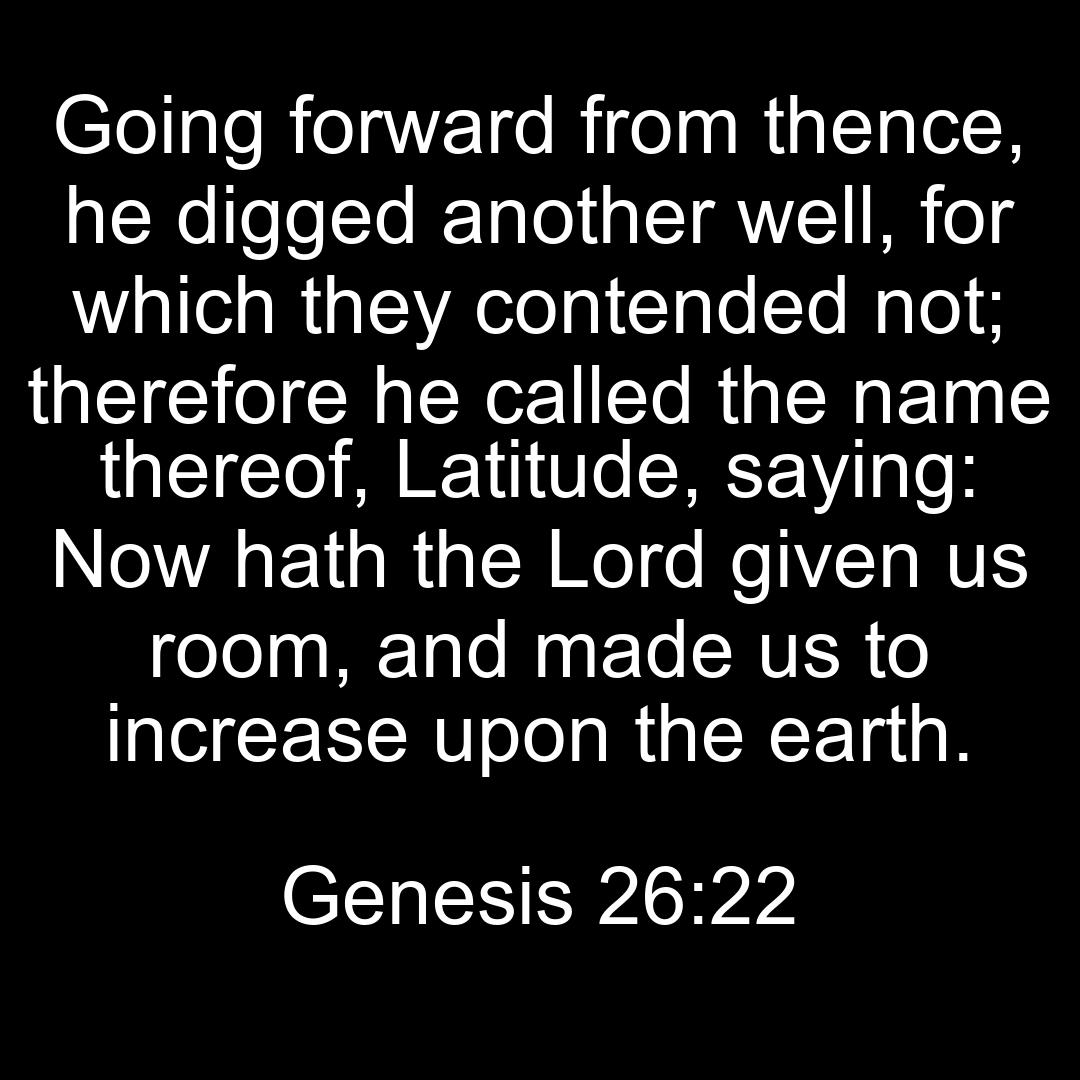 Going forward from thence,
he digged another well, for
which they contended not;
therefore he called the name
thereof, Latitude, saying:
Now hath the Lord given us
room, and made us to
increase upon the earth.
Genesis 26:22